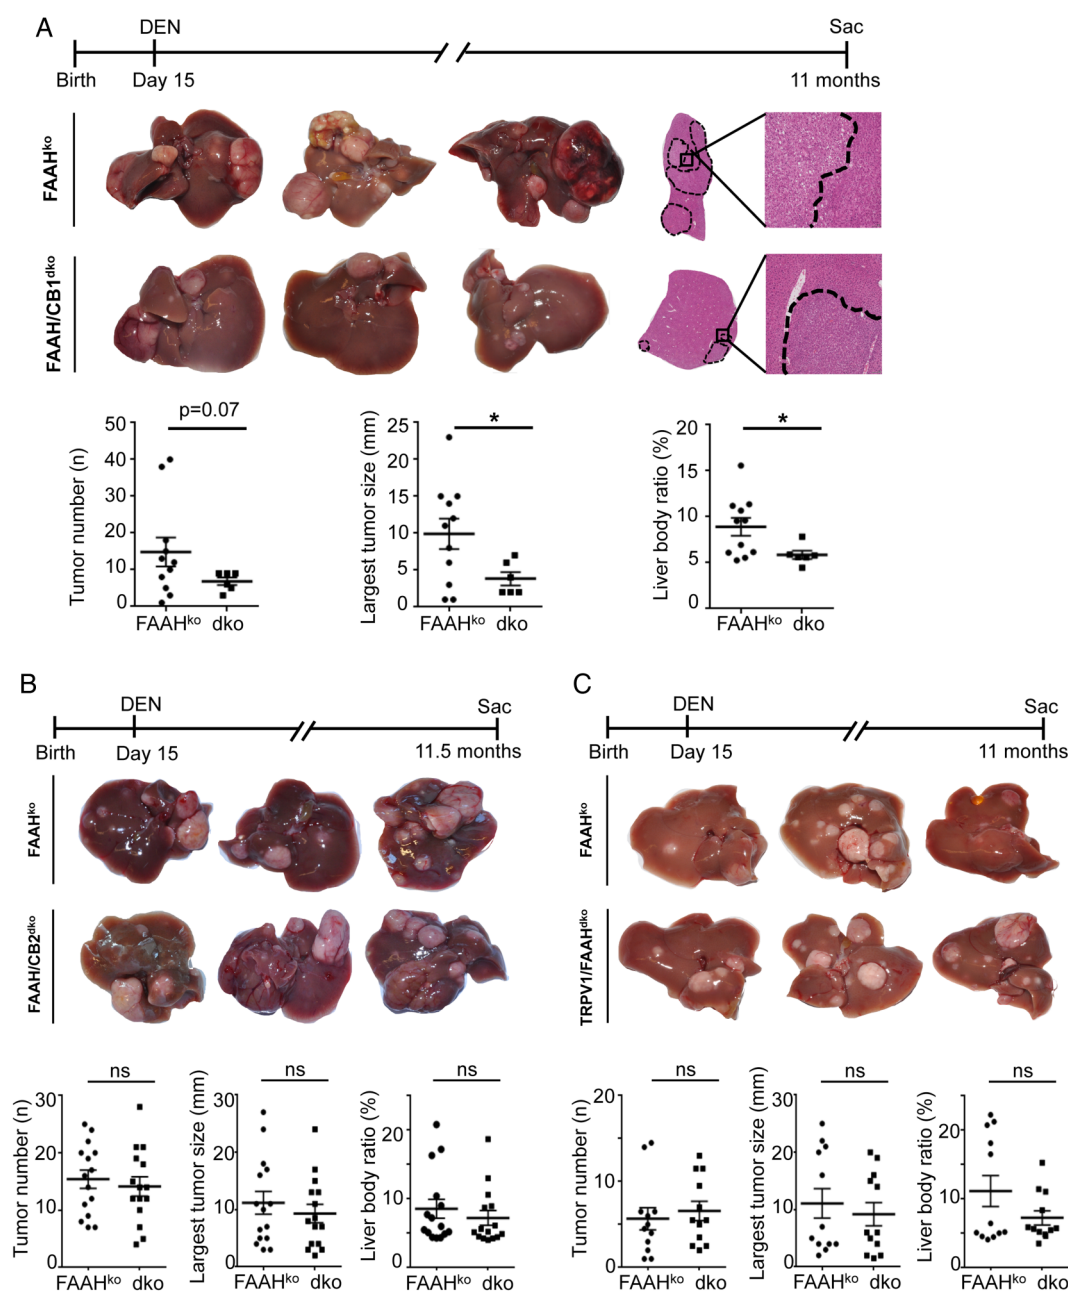 A
DEN
Sac
Birth
Day 15
11 months
FAAHko
FAAH/CB1dko
p=0.07
*
*
Tumor number (n)
50
40
30
20
10
0
FAAHko dko
Largest tumor size (mm)
25
20
15
10
5
0
FAAHko dko
Liver body ratio (%)
20
15
10
5
0
FAAHko dko
B
DEN
Sac
Birth
Day 15
11.5 months
FAAHko
FAAH/CB2dko
ns
Tumor number (n)
30
20
10
0
FAAHko dko
ns
Largest tumor size (mm)
30
20
10
0
FAAHko dko
ns
Liver body ratio (%)
20
10
0
FAAHko dko
C
DEN
Sac
Birth
Day 15
11 months
FAAHko
TRPV1/FAAHdko
ns
Tumor number (n)
20
10
0
FAAHko dko
ns
Largest tumor size (mm)
30
20
10
0
FAAHko dko
ns
Liver body ratio (%)
20
10
0
FAAHko dko